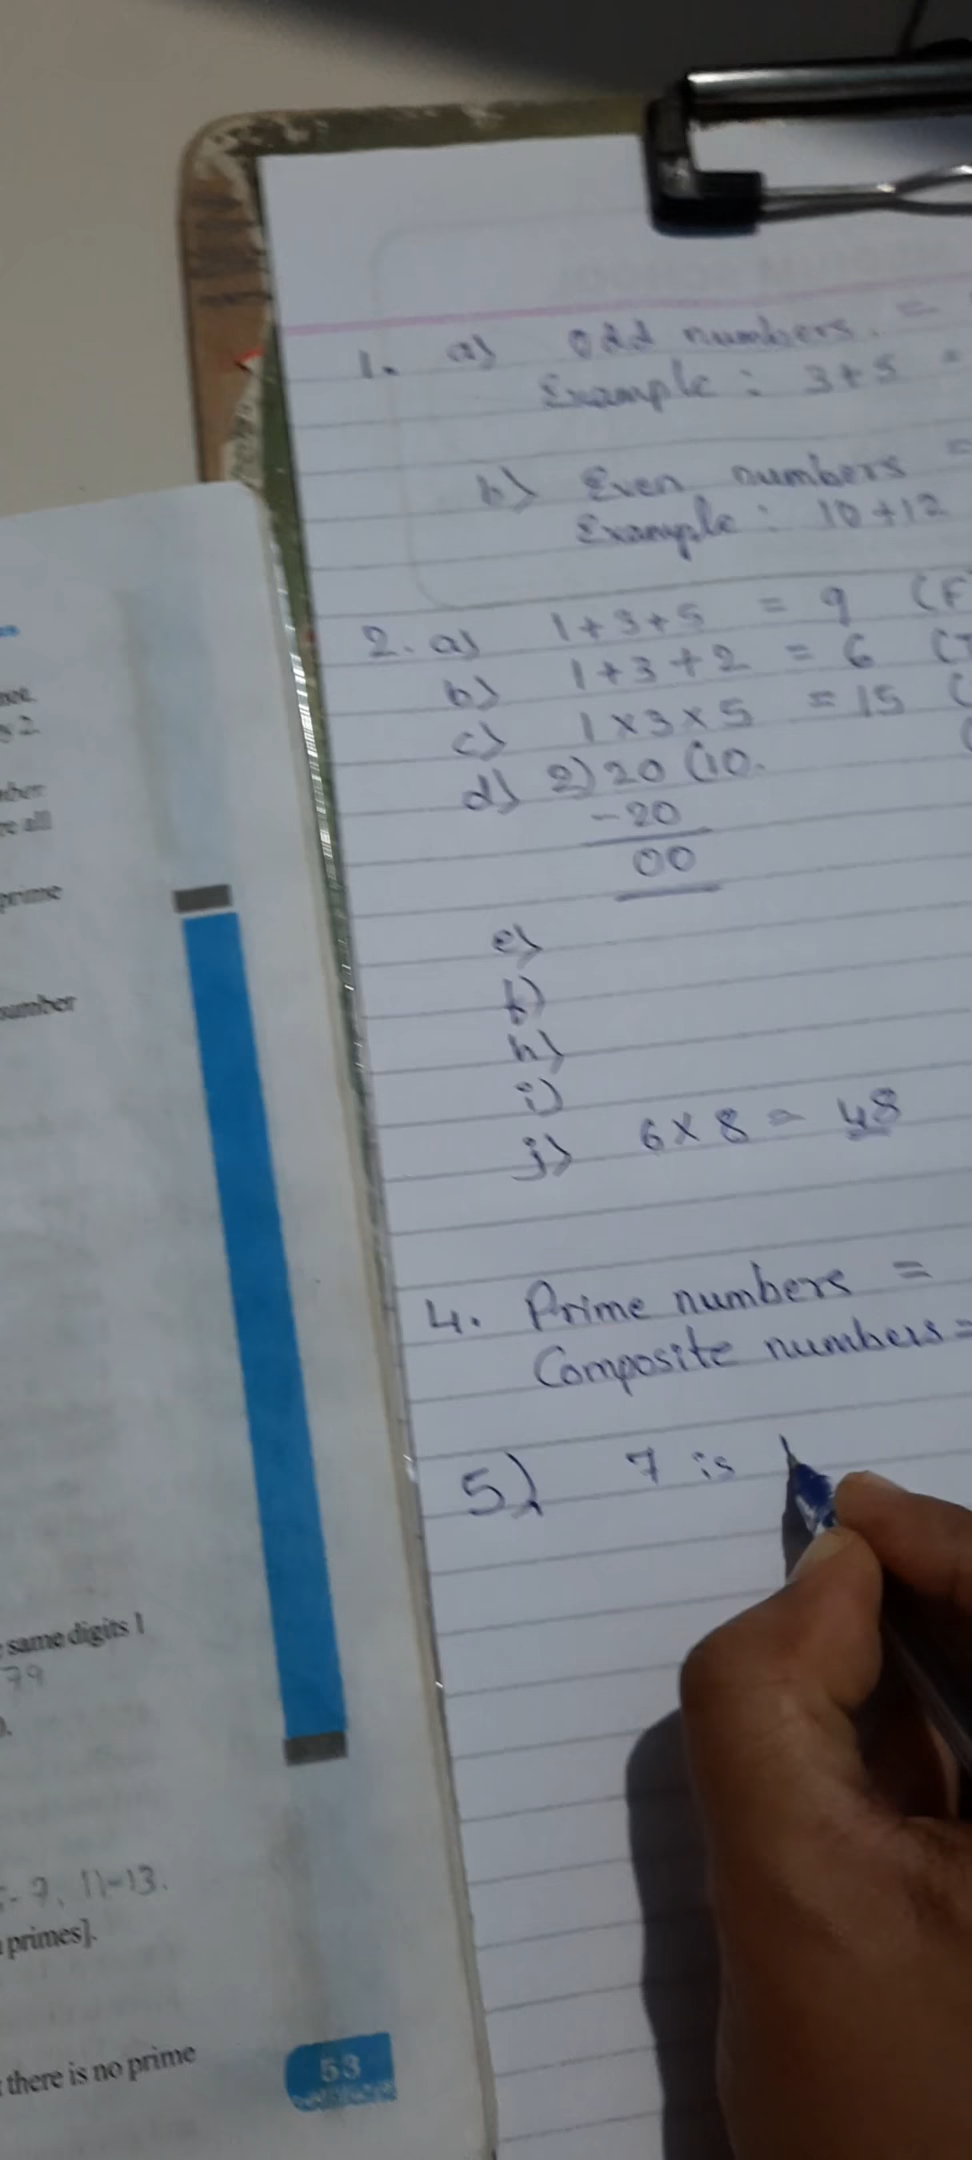 1. a) Odd numbers. =
Example : 3+5 =
b) Even numbers =
Example : 10+12
2. a) 1+3+5 = 9 (F
b) 1+3+2 = 6 (T
c) 1×3×5 = 15 (
d) 2)20(10. (
-20
00
e)
f)
h)
i)
j) 6×8 = 48
4. Prime numbers =
Composite numbers=
5) 7 is
not.
2.
mber
re all
prime
number
same digits 1
79
- 7, 11-13.
primes].
there is no prime
53